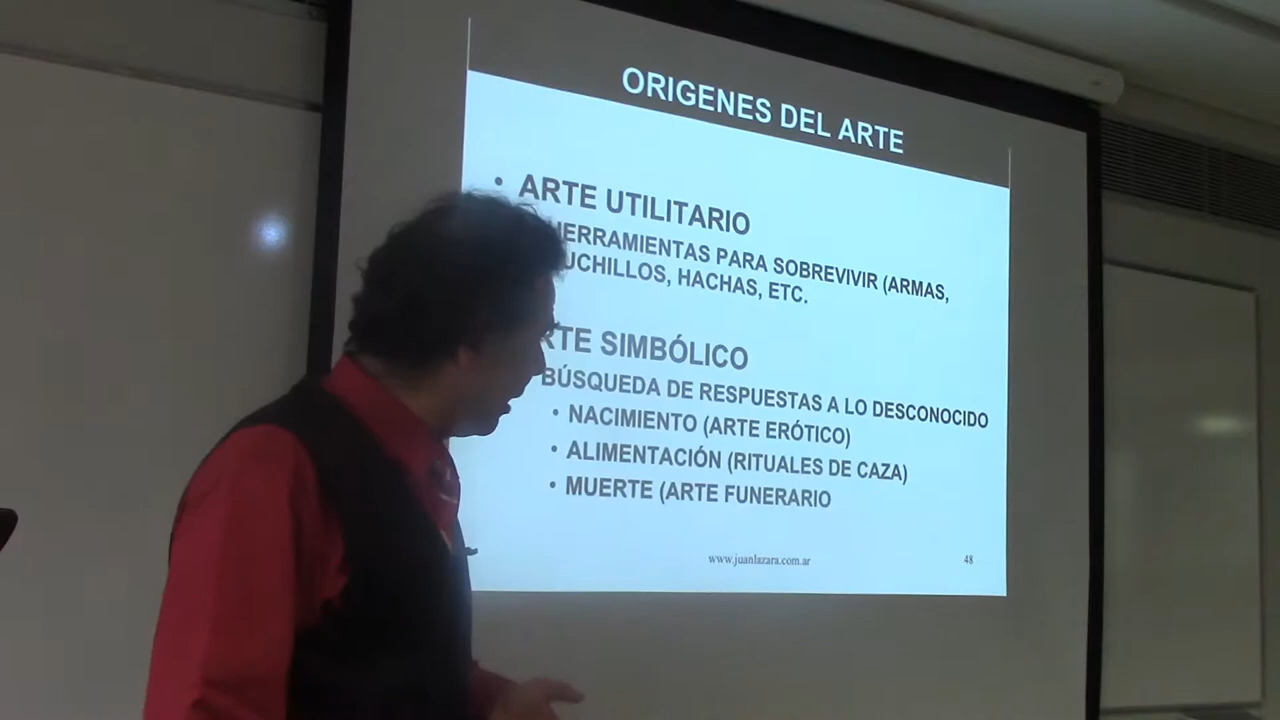 ORIGENES DEL ARTE
• ARTE UTILITARIO
HERRAMIENTAS PARA SOBREVIVIR (ARMAS,
UCHILLOS, HACHAS, ETC.
RTE SIMBÓLICO
BÚSQUEDA DE RESPUESTAS A LO DESCONOCIDO
• NACIMIENTO (ARTE ERÓTICO)
• ALIMENTACIÓN (RITUALES DE CAZA)
• MUERTE (ARTE FUNERARIO
www.juanlazara.com.ar
48